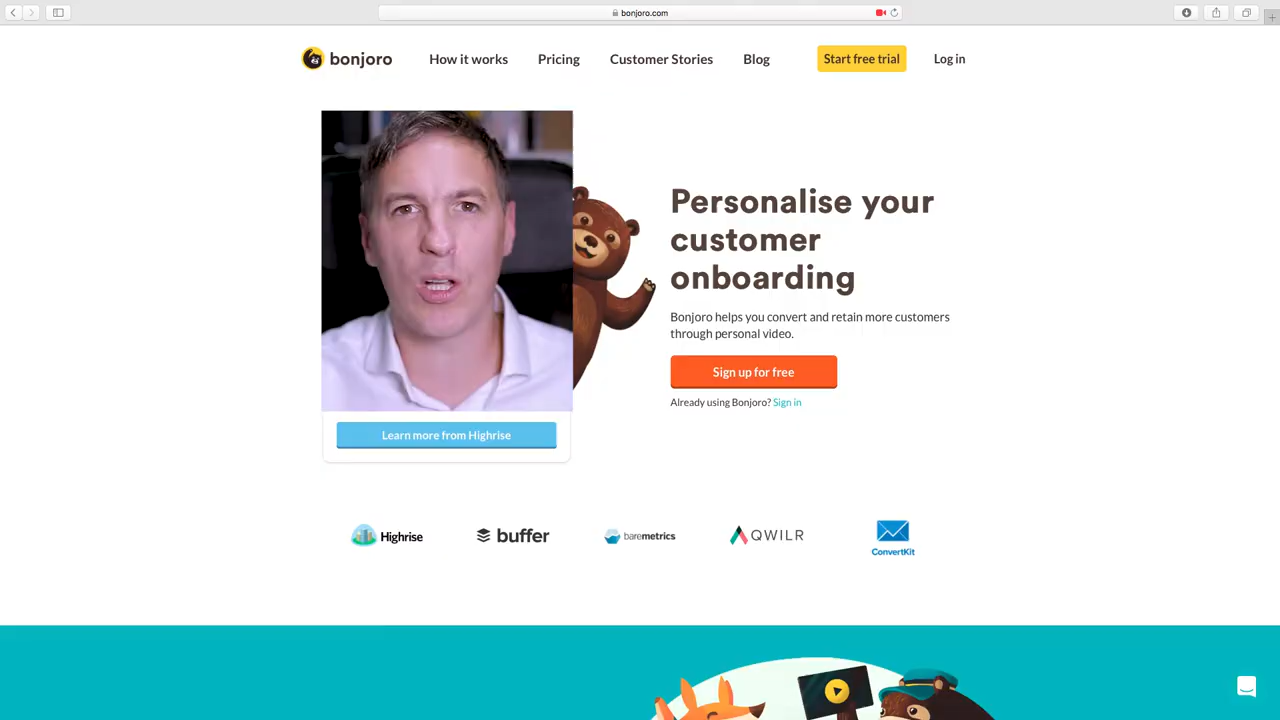 bonjoro.com
bonjoro
How it works
Pricing
Customer Stories
Blog
Start free trial
Log in
Personalise your
customer
onboarding
Bonjoro helps you convert and retain more customers
through personal video.
Sign up for free
Already using Bonjoro? Sign in
Learn more from Highrise
Highrise
buffer
baremetrics
QWILR
ConvertKit